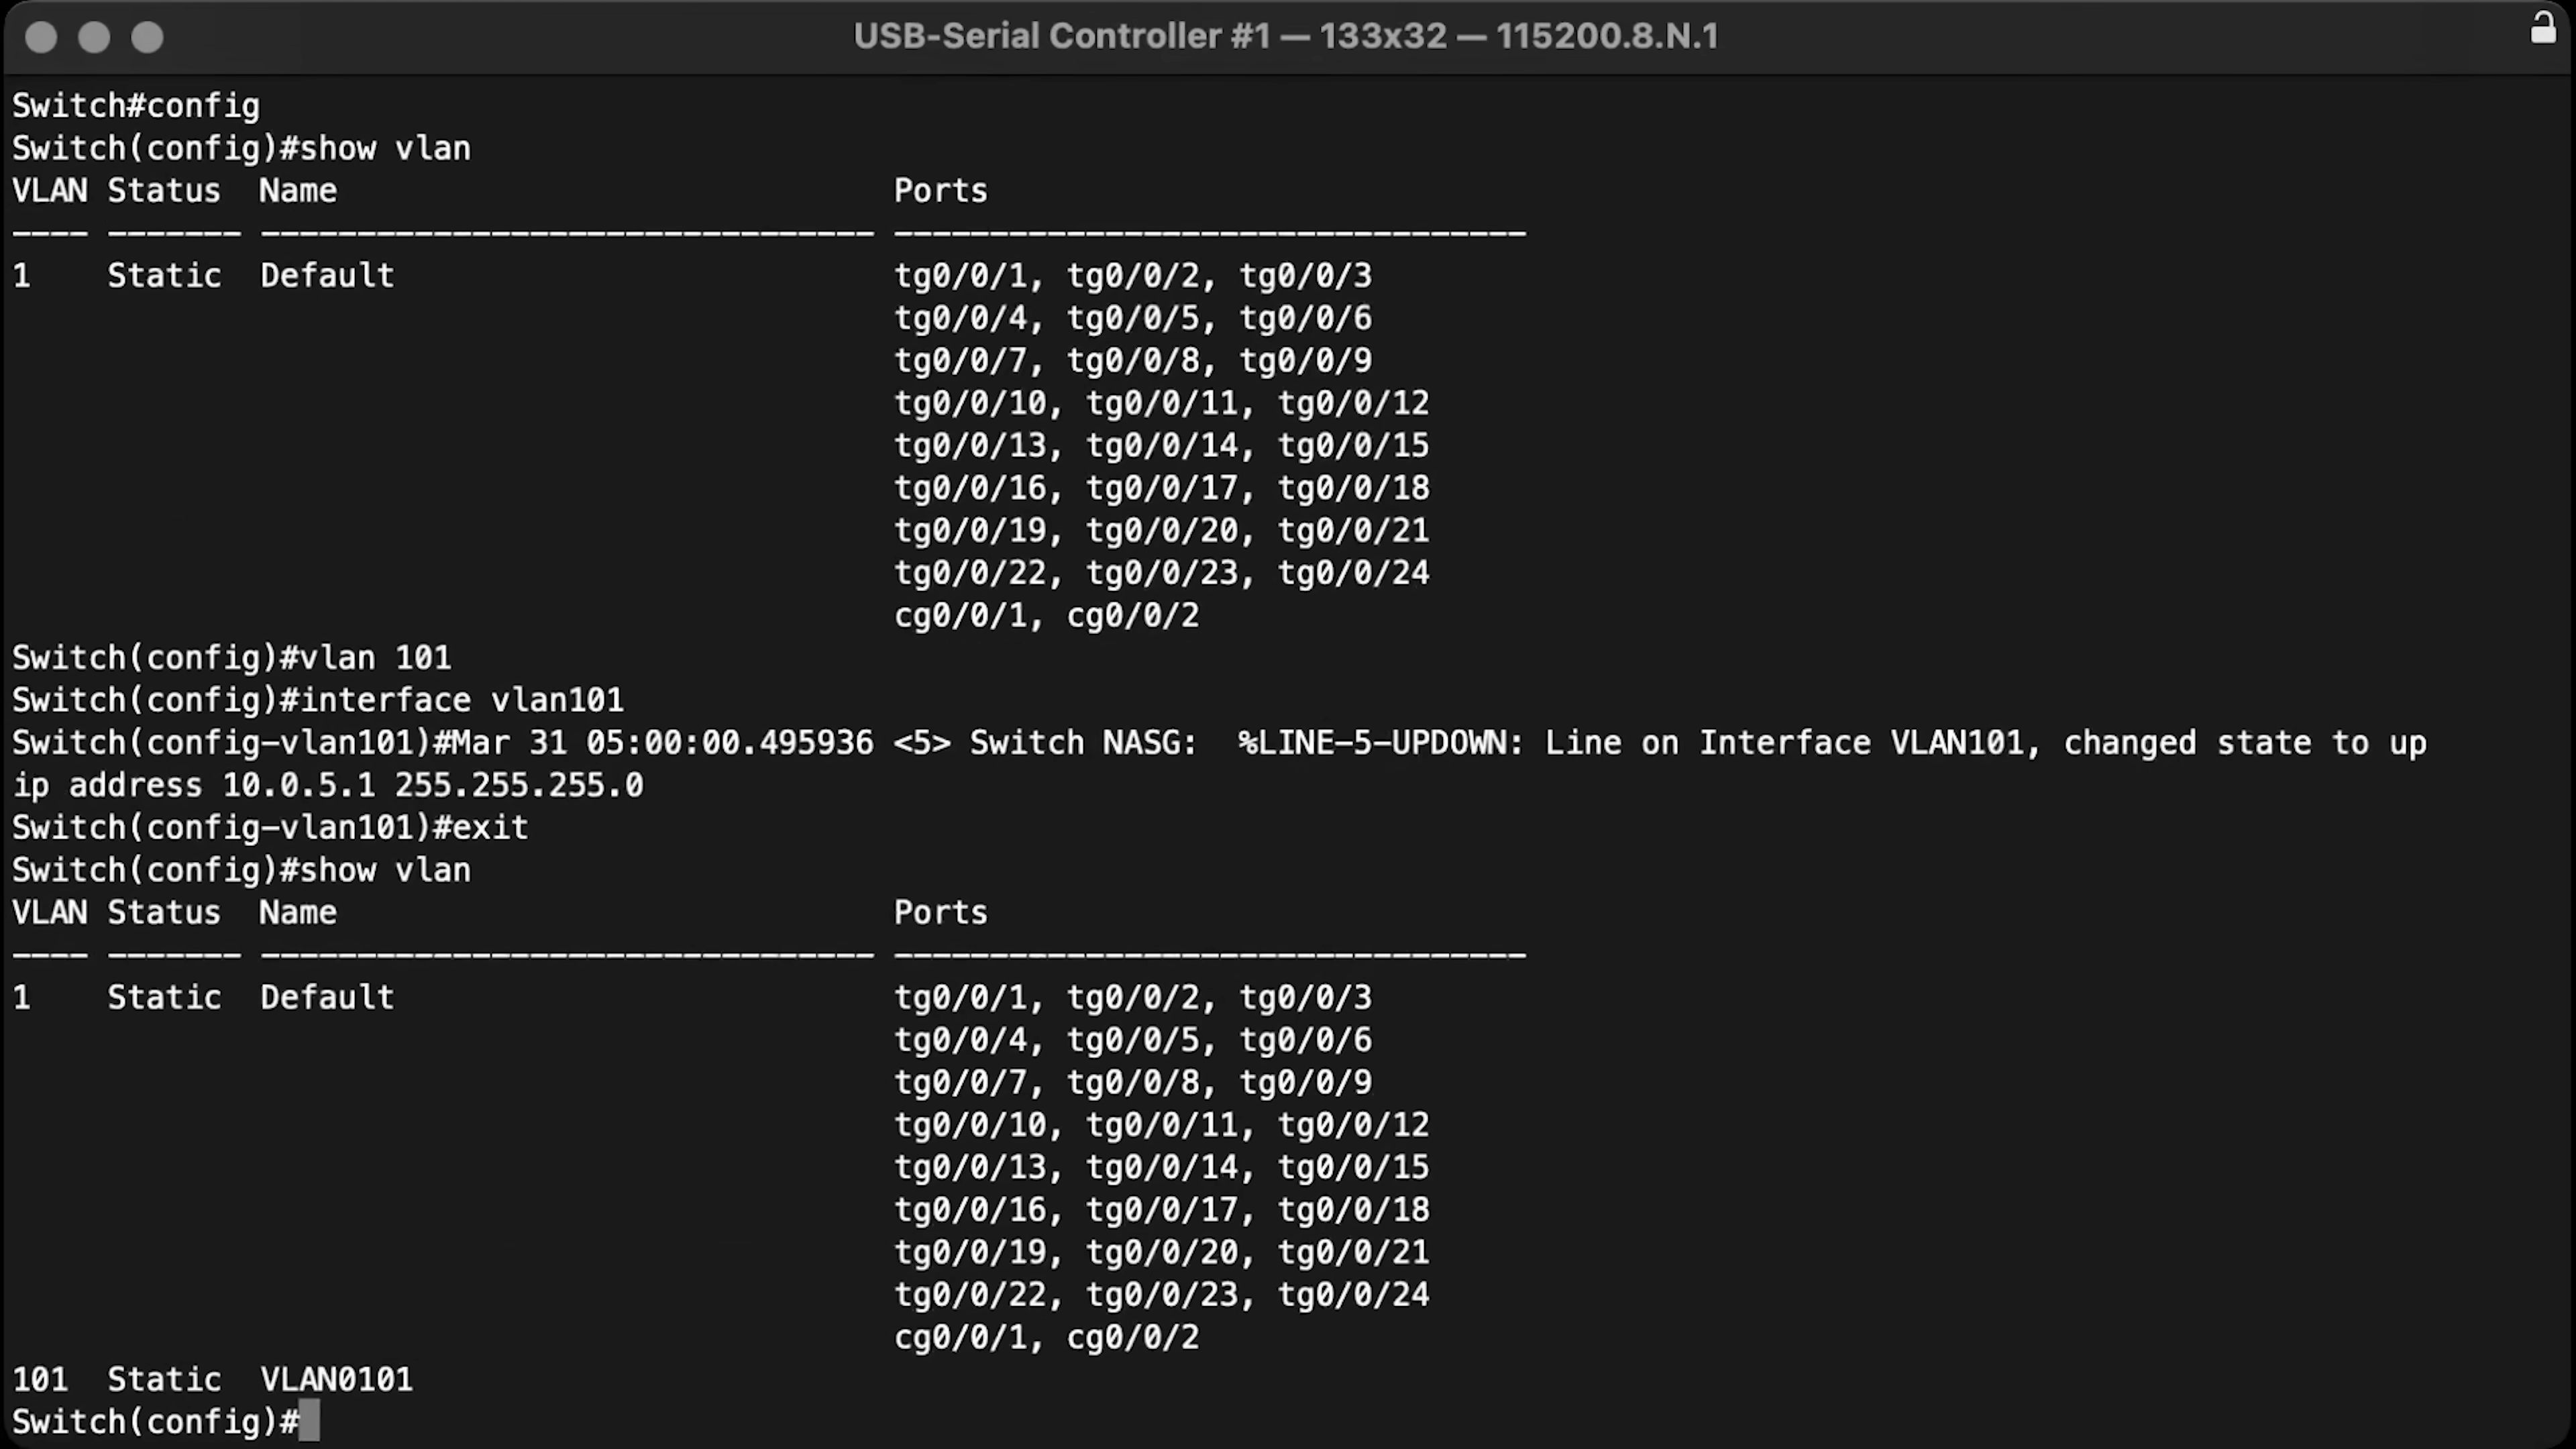 USB-Serial Controller #1 — 133x32 — 115200.8.N.1
Switch#config
Switch(config)#show vlan
VLAN Status  Name                             Ports
---- ------- -------------------------------- ---------------------------------
1    Static  Default                          tg0/0/1, tg0/0/2, tg0/0/3
                                              tg0/0/4, tg0/0/5, tg0/0/6
                                              tg0/0/7, tg0/0/8, tg0/0/9
                                              tg0/0/10, tg0/0/11, tg0/0/12
                                              tg0/0/13, tg0/0/14, tg0/0/15
                                              tg0/0/16, tg0/0/17, tg0/0/18
                                              tg0/0/19, tg0/0/20, tg0/0/21
                                              tg0/0/22, tg0/0/23, tg0/0/24
                                              cg0/0/1, cg0/0/2
Switch(config)#vlan 101
Switch(config)#interface vlan101
Switch(config-vlan101)#Mar 31 05:00:00.495936 <5> Switch NASG:  %LINE-5-UPDOWN: Line on Interface VLAN101, changed state to up
ip address 10.0.5.1 255.255.255.0
Switch(config-vlan101)#exit
Switch(config)#show vlan
VLAN Status  Name                             Ports
---- ------- -------------------------------- ---------------------------------
1    Static  Default                          tg0/0/1, tg0/0/2, tg0/0/3
                                              tg0/0/4, tg0/0/5, tg0/0/6
                                              tg0/0/7, tg0/0/8, tg0/0/9
                                              tg0/0/10, tg0/0/11, tg0/0/12
                                              tg0/0/13, tg0/0/14, tg0/0/15
                                              tg0/0/16, tg0/0/17, tg0/0/18
                                              tg0/0/19, tg0/0/20, tg0/0/21
                                              tg0/0/22, tg0/0/23, tg0/0/24
                                              cg0/0/1, cg0/0/2
101  Static  VLAN0101
Switch(config)#